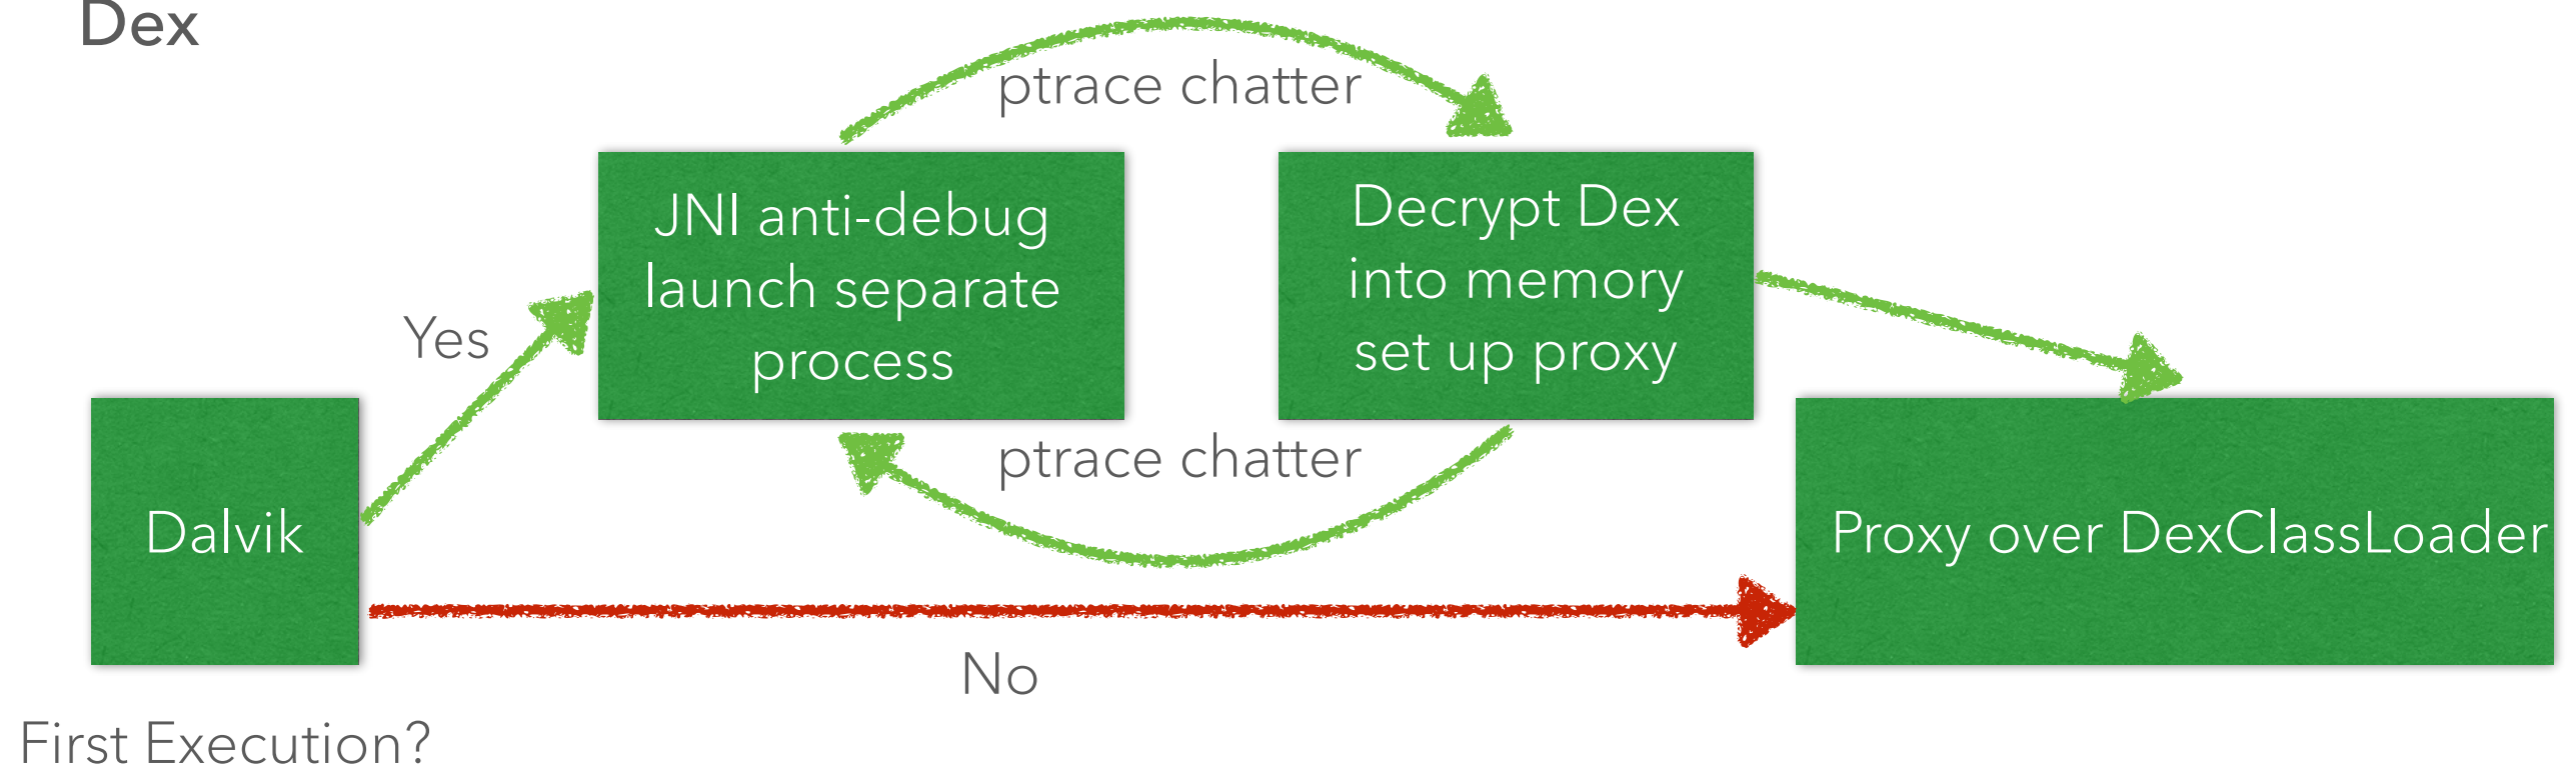 Dex
ptrace chatter
JNI anti-debug
launch separate
process
Decrypt Dex
into memory
set up proxy
Yes
ptrace chatter
Dalvik
Proxy over DexClassLoader
No
First Execution?